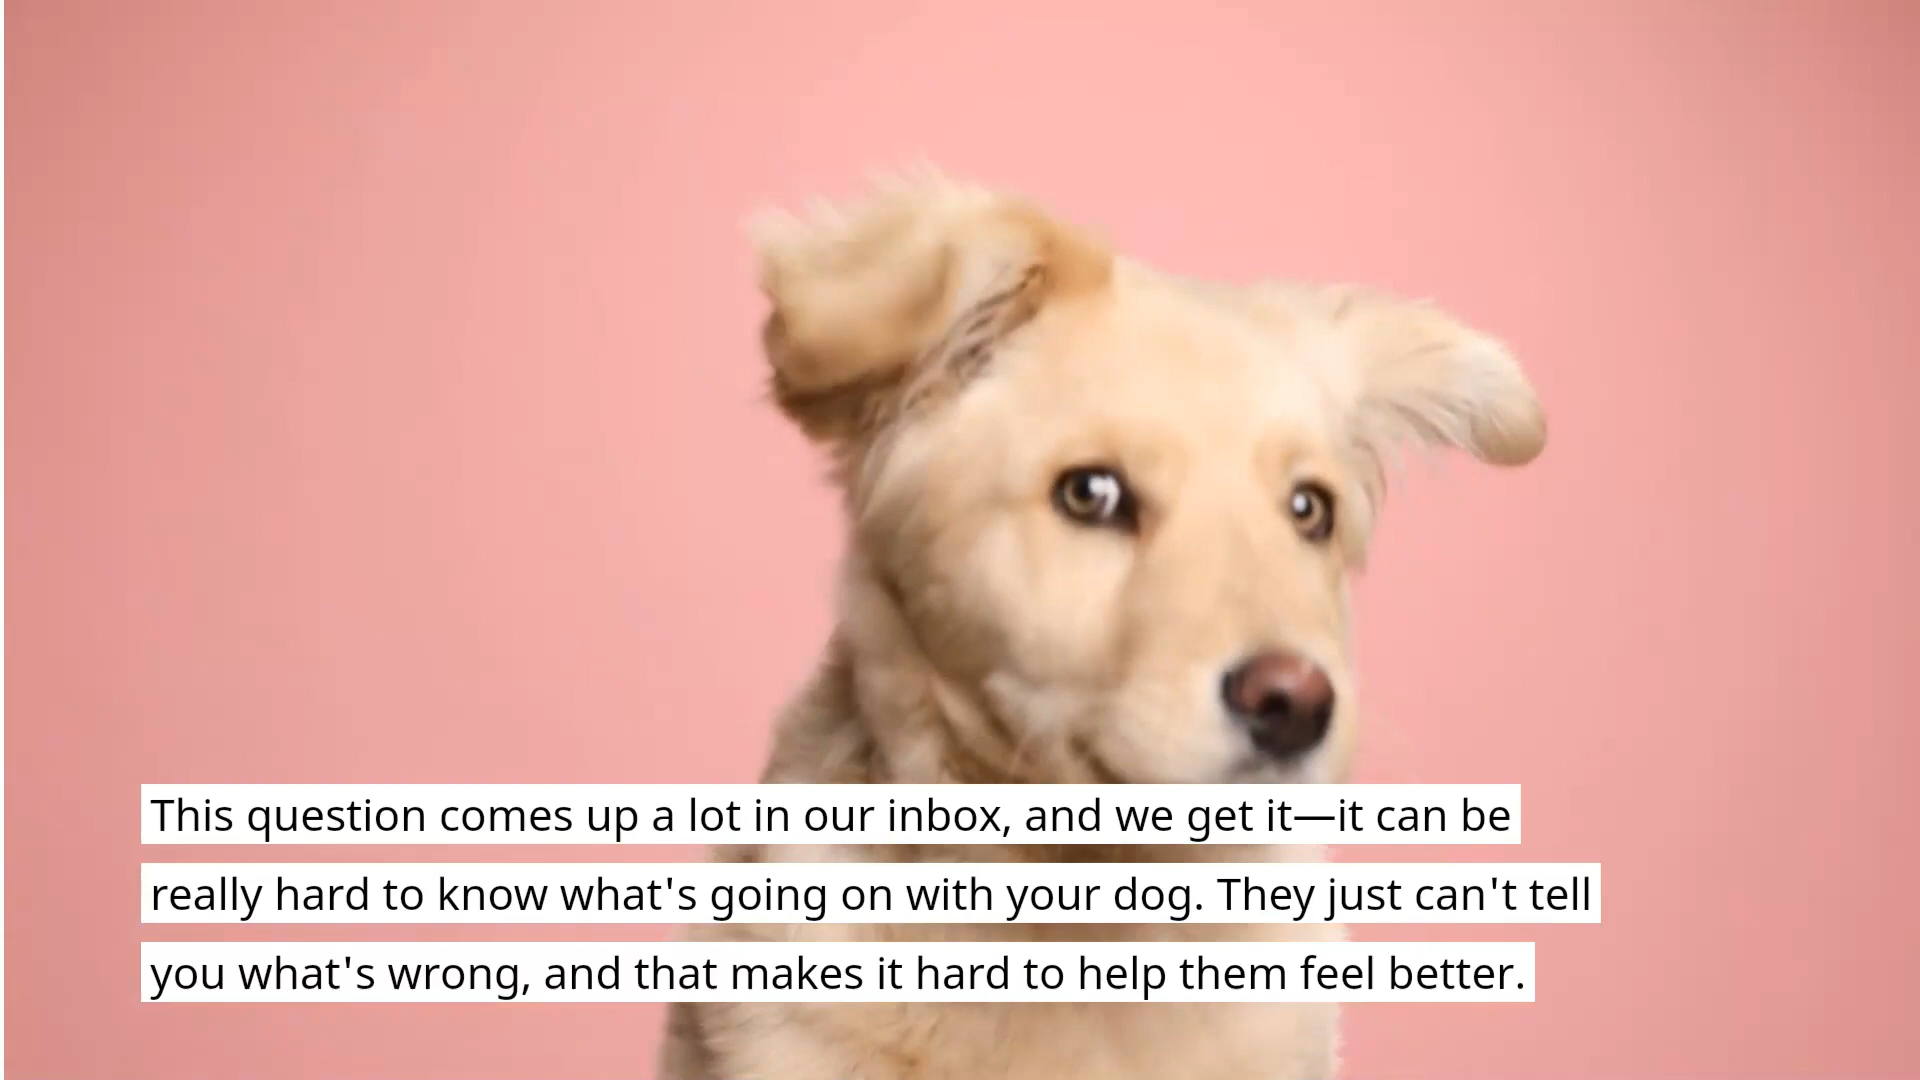 This question comes up a lot in our inbox, and we get it—it can be
really hard to know what's going on with your dog. They just can't tell
you what's wrong, and that makes it hard to help them feel better.